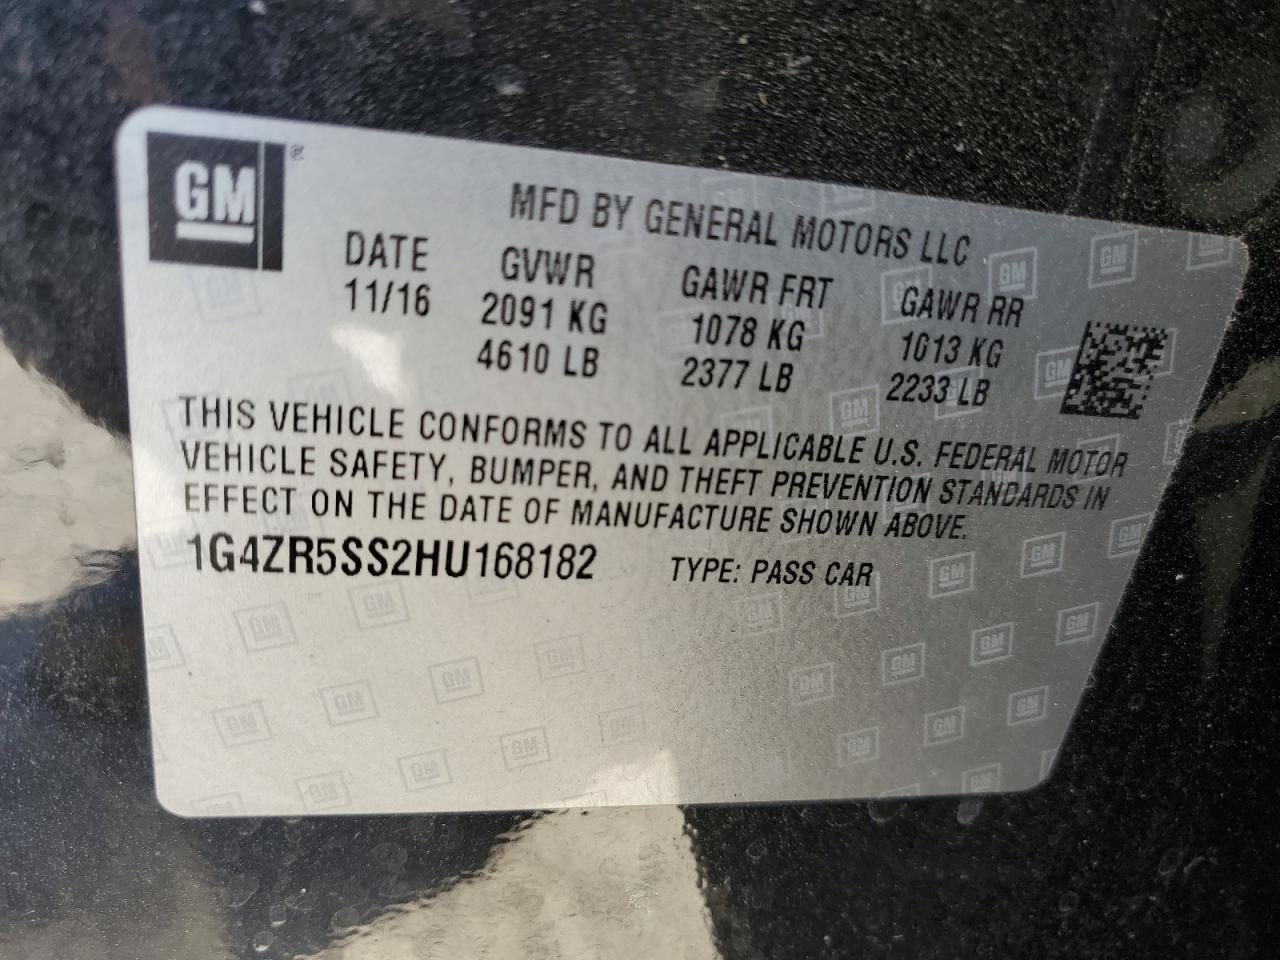 GM ®
MFD BY GENERAL MOTORS LLC
DATE GVWR GAWR FRT GAWR RR
11/16 2091 KG 1078 KG 1013 KG
4610 LB 2377 LB 2233 LB
THIS VEHICLE CONFORMS TO ALL APPLICABLE U.S. FEDERAL MOTOR
VEHICLE SAFETY, BUMPER, AND THEFT PREVENTION STANDARDS IN
EFFECT ON THE DATE OF MANUFACTURE SHOWN ABOVE.
1G4ZR5SS2HU168182 TYPE: PASS CAR